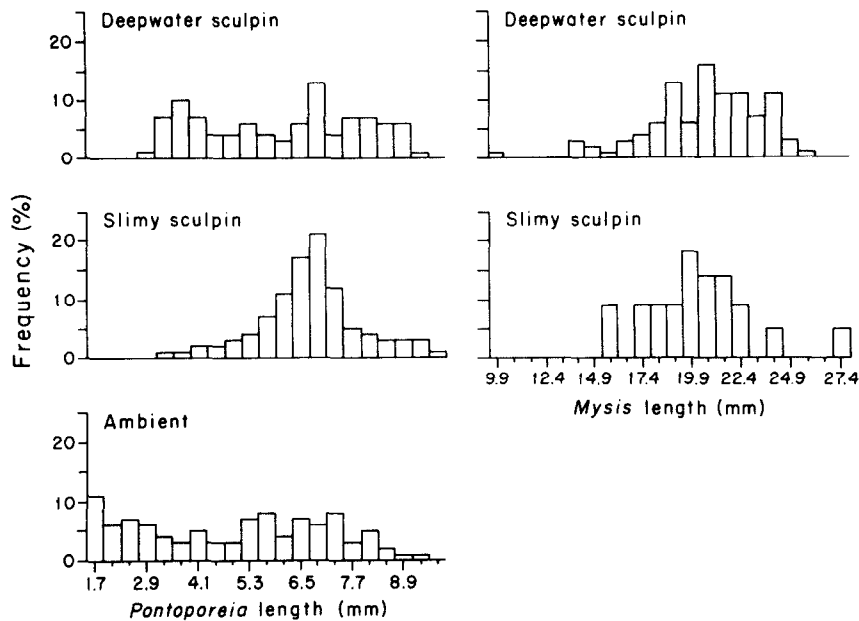 Deepwater sculpin
20
10
0
Deepwater sculpin
Frequency (%)
Slimy sculpin
20
10
0
Slimy sculpin
9.9 12.4 14.9 17.4 19.9 22.4 24.9 27.4
Mysis length (mm)
Ambient
20
10
0
1.7 2.9 4.1 5.3 6.5 7.7 8.9
Pontoporeia length (mm)